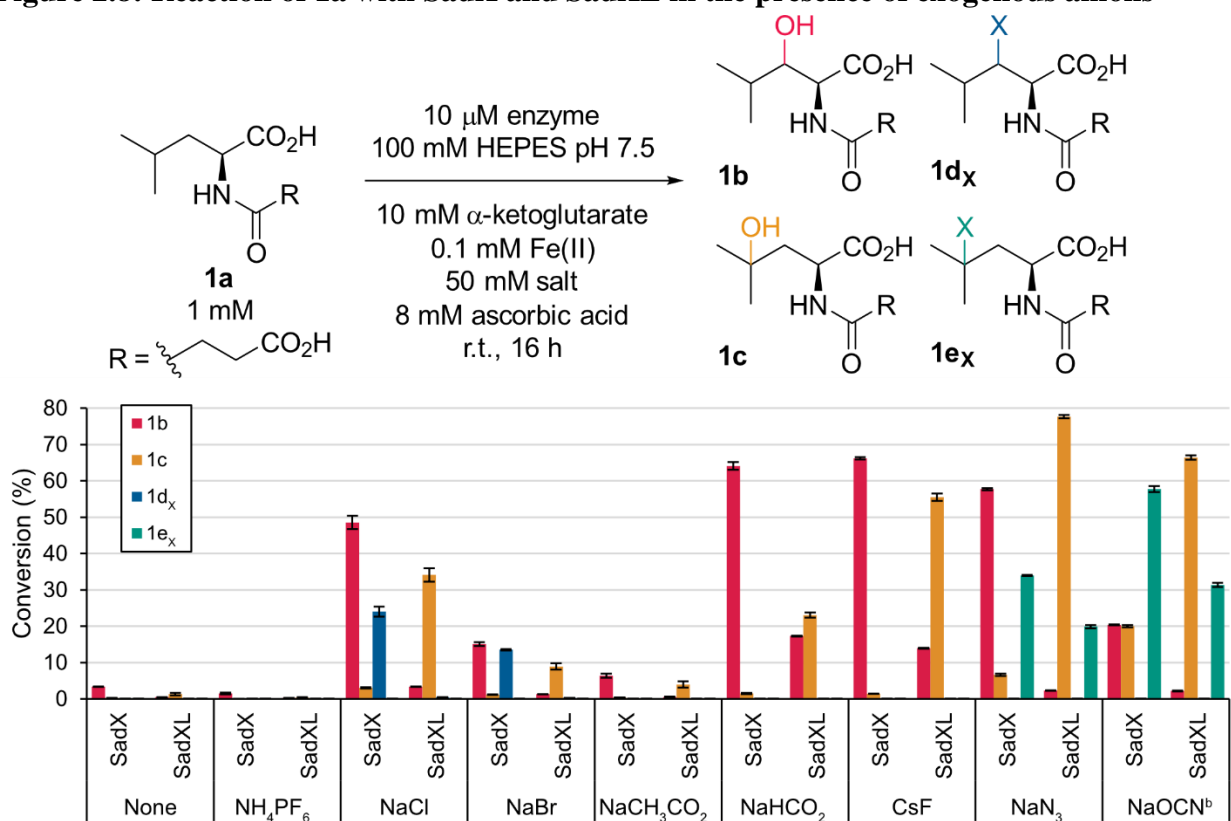 Figure Reaction of 1a with SadX and SadXL in the presence of exogenous anions
OH
CO₂H
HN
R
O
1b
X
CO₂H
HN
R
O
1dₓ
CO₂H
HN
R
O
1a
1 mM
R =
CO₂H
10 μM enzyme
100 mM HEPES pH 7.5
10 mM α-ketoglutarate
0.1 mM Fe(II)
50 mM salt
8 mM ascorbic acid
r.t., 16 h
OH
CO₂H
HN
R
O
1c
X
CO₂H
HN
R
O
1eₓ
Conversion (%)
80
70
60
50
40
30
20
10
0
1b
1c
1dₓ
1eₓ
SadX SadXL SadX SadXL SadX SadXL SadX SadXL SadX SadXL SadX SadXL SadX SadXL SadX SadXL SadX SadXL
None NH₄PF₆ NaCl NaBr NaCH₃CO₂ NaHCO₂ CsF NaN₃ NaOCNᵇ